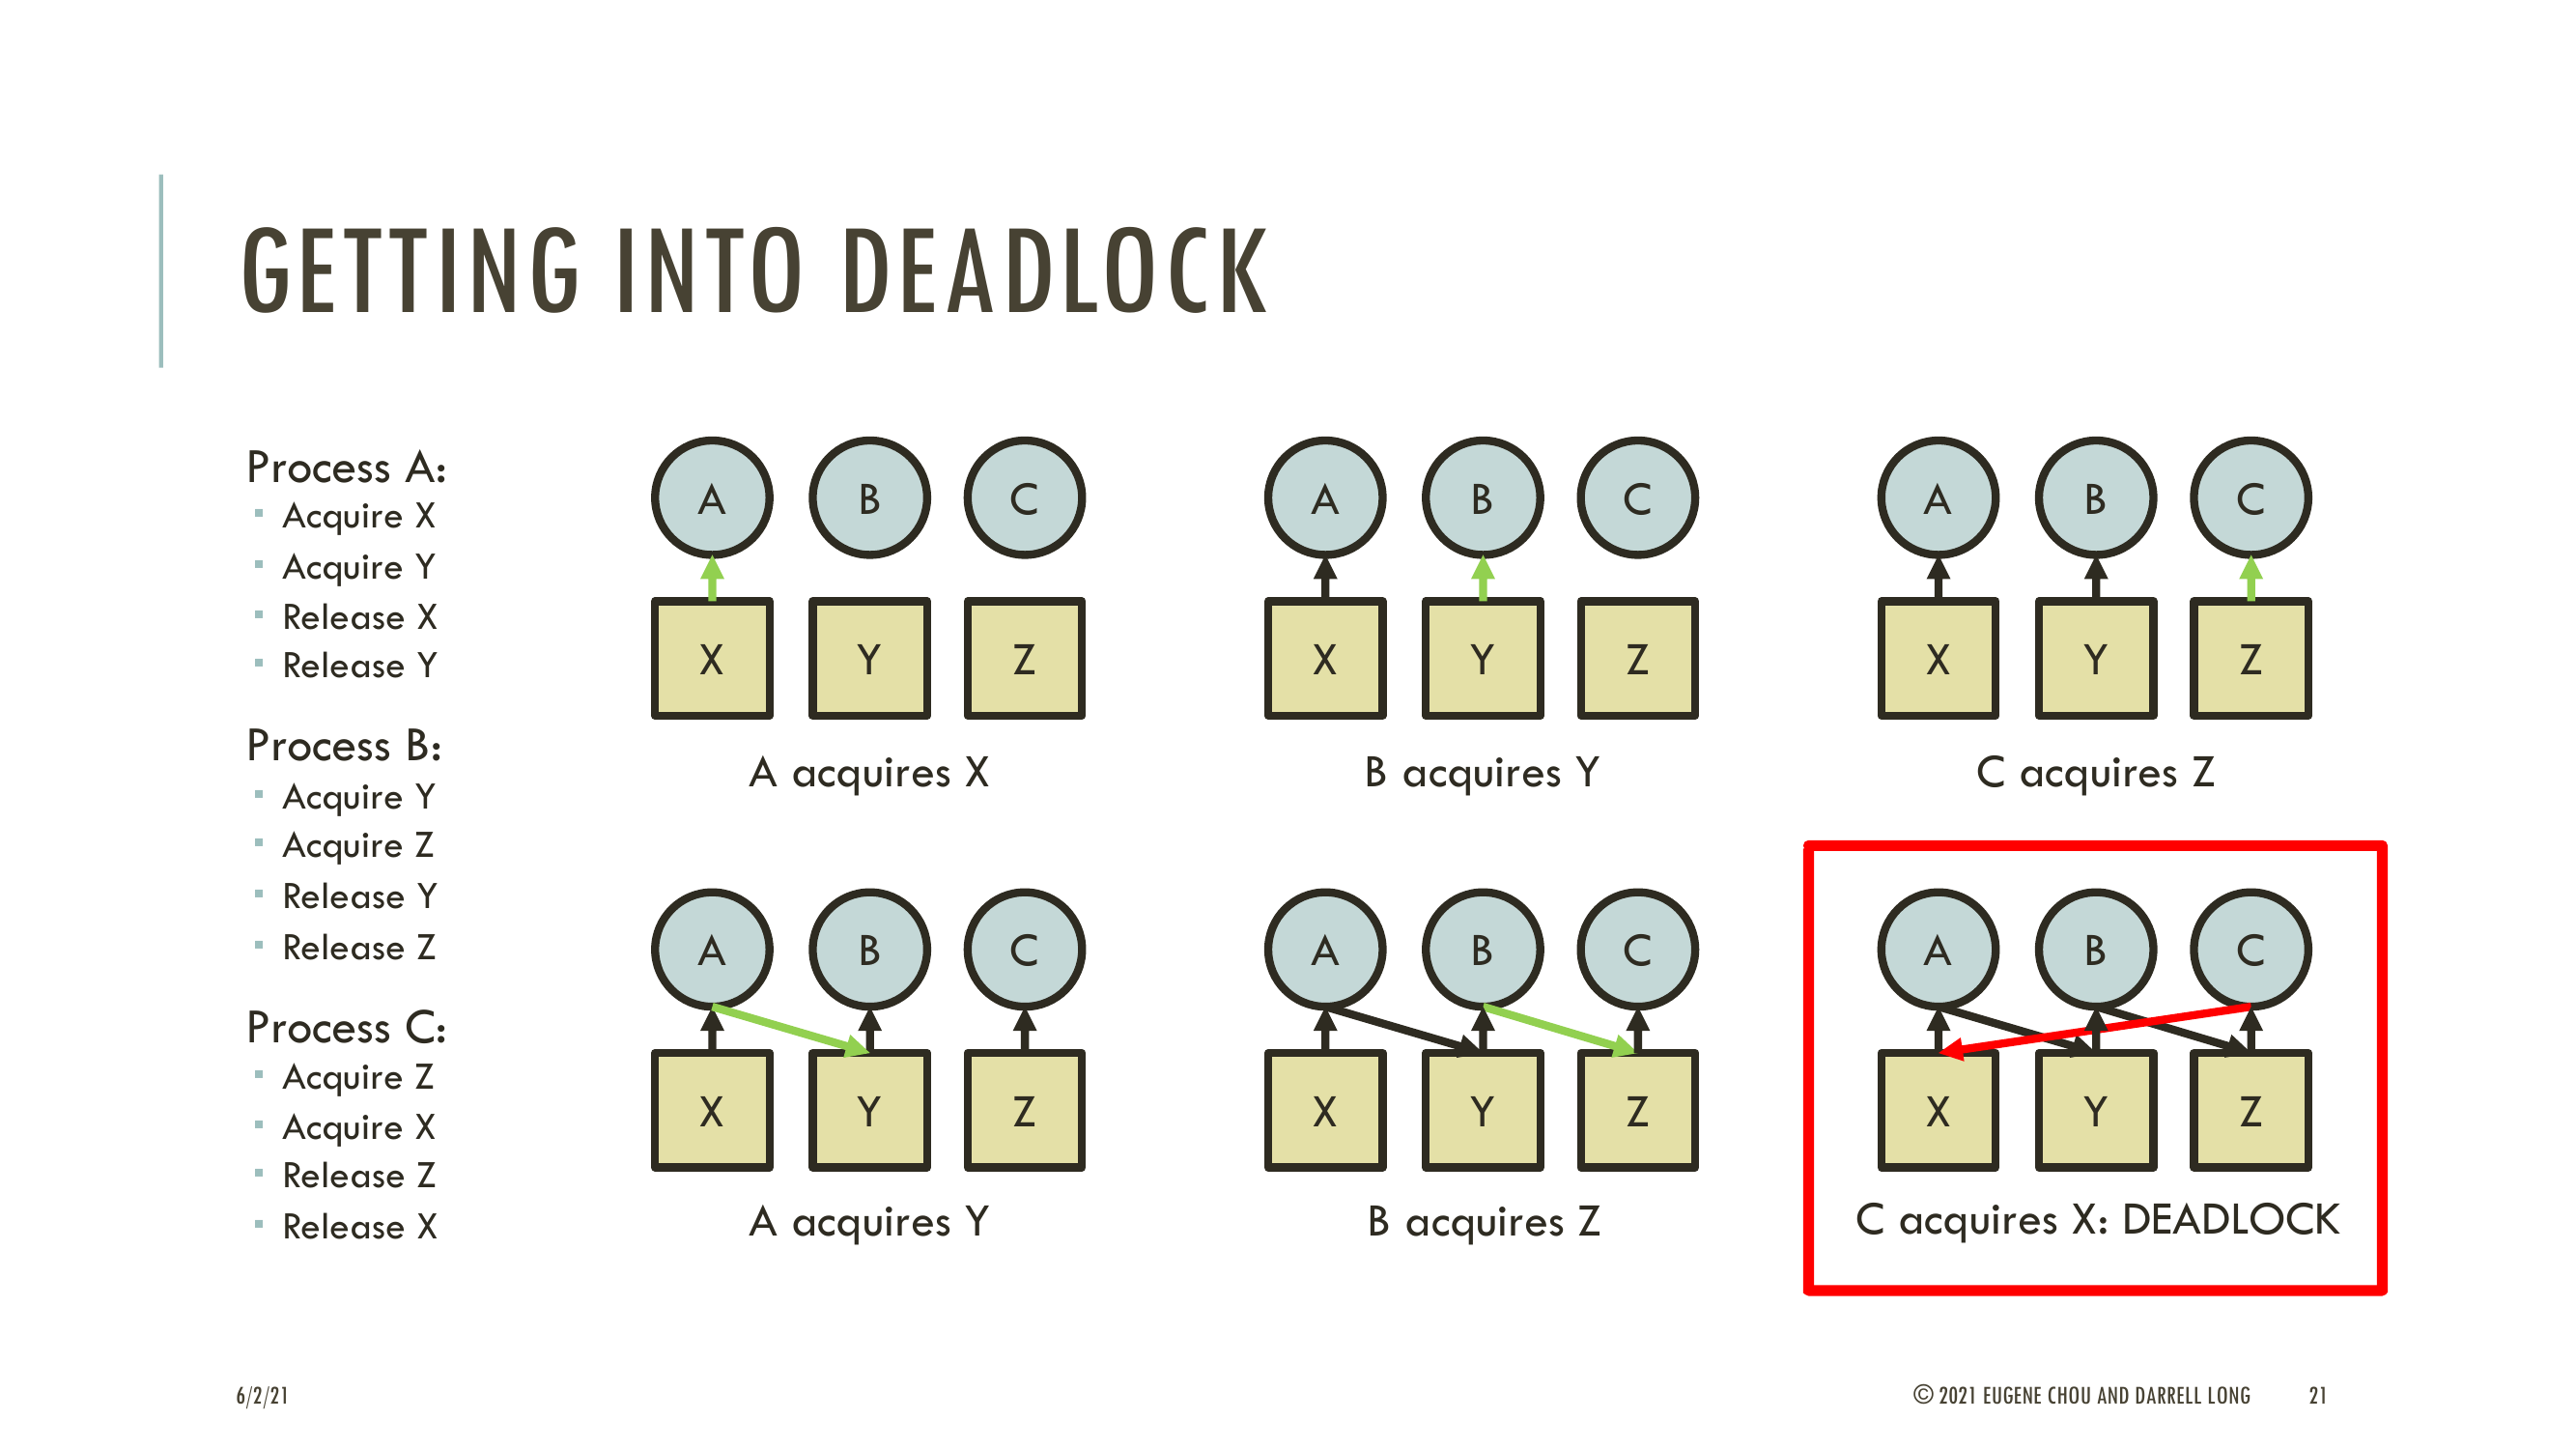 GETTING INTO DEADLOCK
Process A:
Acquire X
Acquire Y
Release X
Release Y
Process B:
Acquire Y
Acquire Z
Release Y
Release Z
Process C:
Acquire Z
Acquire X
Release Z
Release X
A B C
X Y Z
A acquires X
A B C
X Y Z
B acquires Y
A B C
X Y Z
C acquires Z
A B C
X Y Z
A acquires Y
A B C
X Y Z
B acquires Z
A B C
X Y Z
C acquires X: DEADLOCK
6/2/21
© 2021 EUGENE CHOU AND DARRELL LONG
21